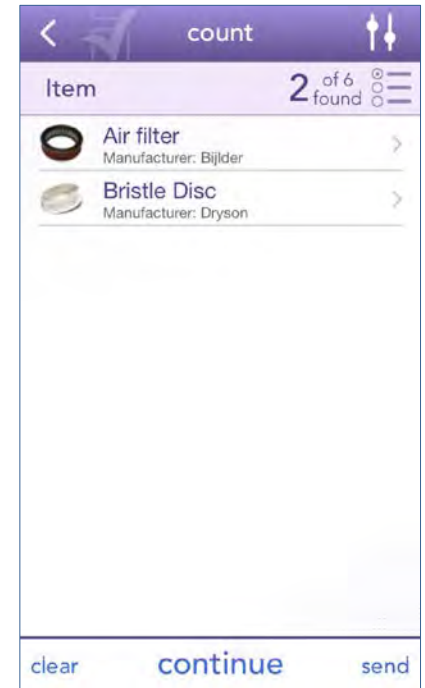 count
Item
2 of 6 found
Air filter
Manufacturer: Bijlder
Bristle Disc
Manufacturer: Dryson
clear continue send